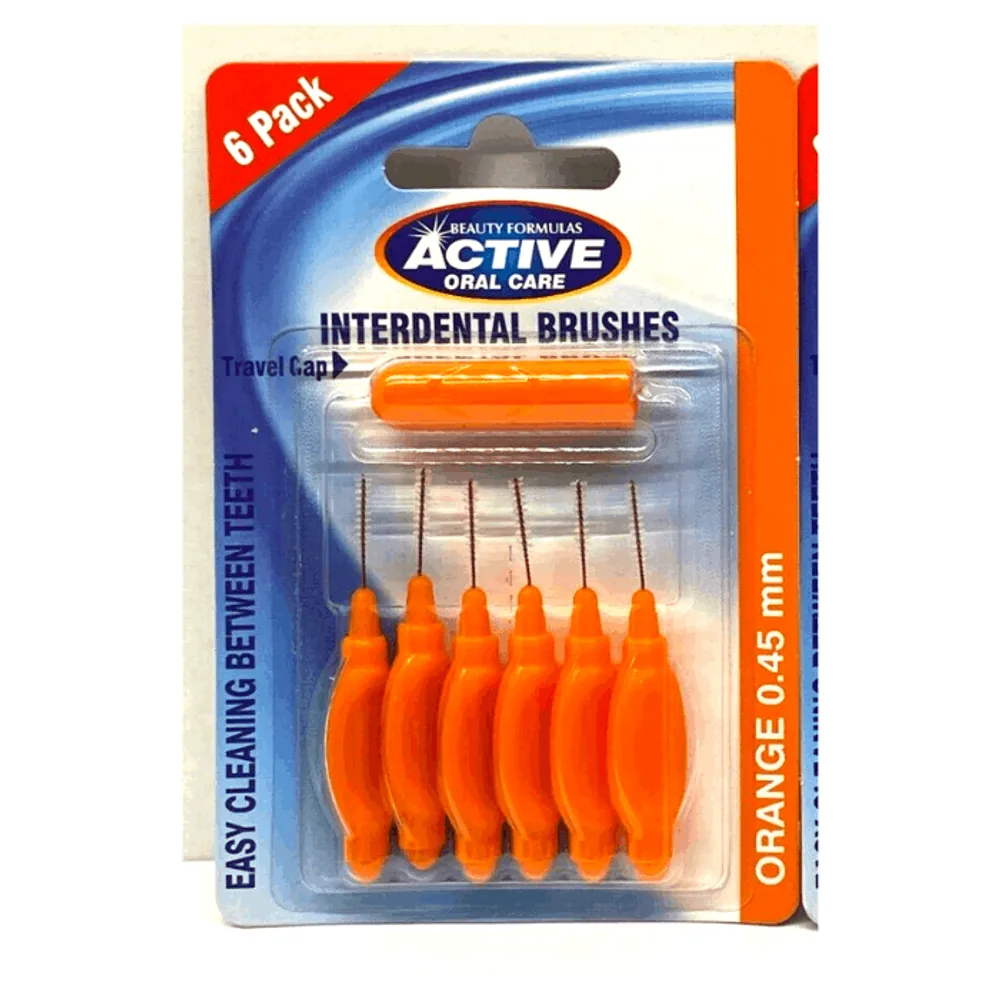 6 Pack
BEAUTY FORMULAS
ACTIVE
ORAL CARE
INTERDENTAL BRUSHES
Travel Cap
EASY CLEANING BETWEEN TEETH
ORANGE 0.45 mm